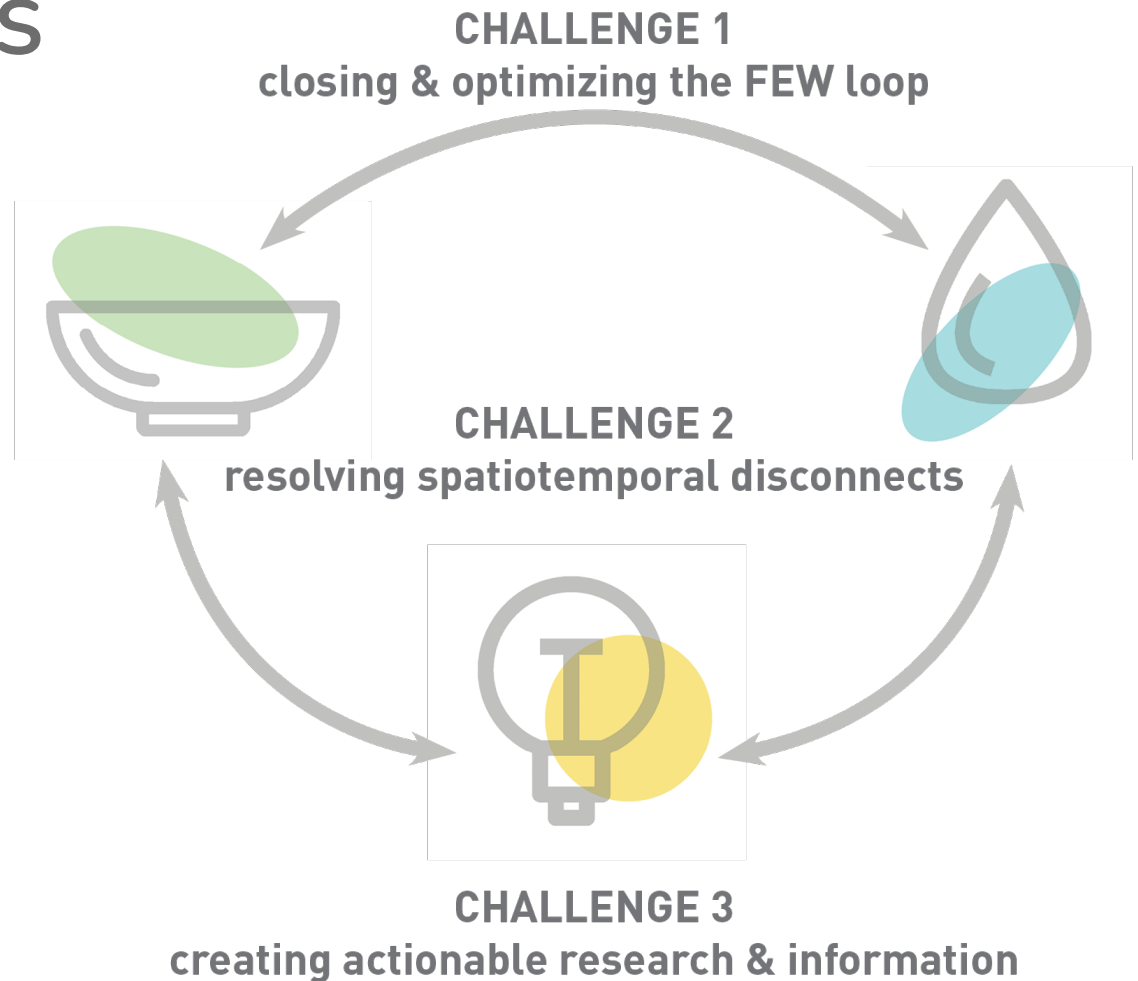 S
CHALLENGE 1
closing & optimizing the FEW loop
CHALLENGE 2
resolving spatiotemporal disconnects
CHALLENGE 3
creating actionable research & information